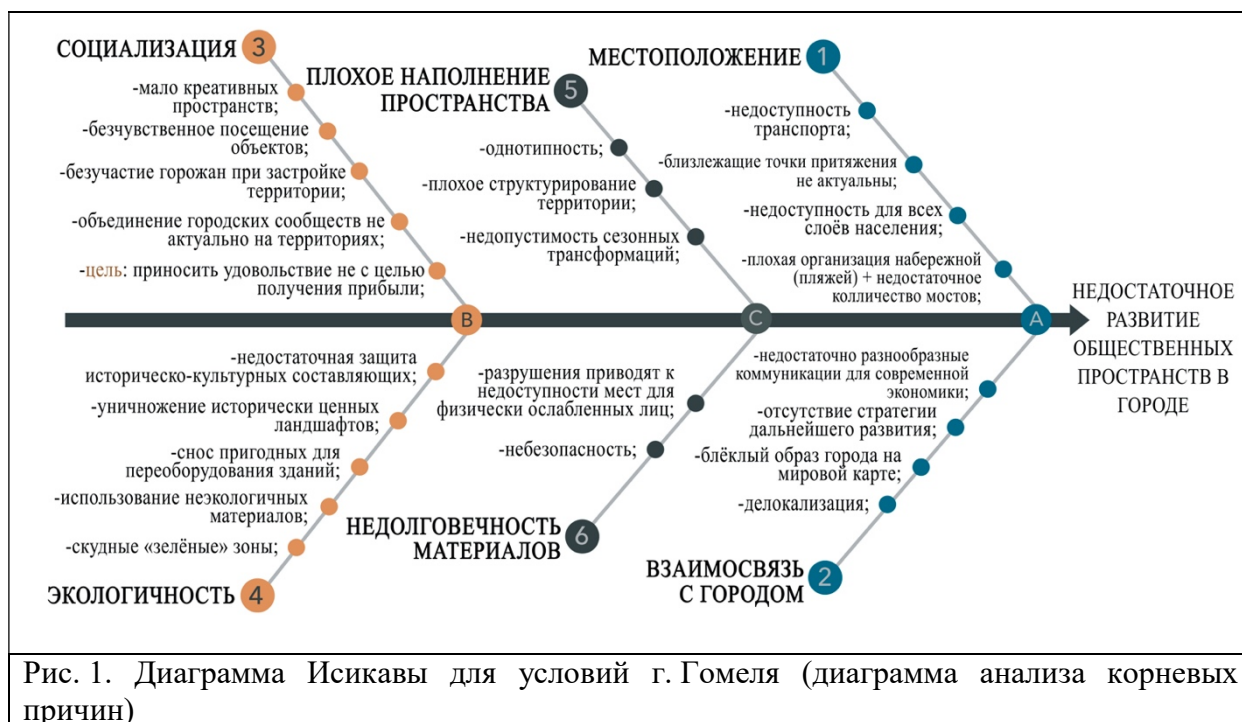 СОЦИАЛИЗАЦИЯ 3
-мало креативных
пространств;
-безчувственное посещение
объектов;
-безучастие горожан при застройке
территории;
-объединение городских сообществ не
актуально на территориях;
-цель: приносить удовольствие не с целью
получения прибыли;
ПЛОХОЕ НАПОЛНЕНИЕ
ПРОСТРАНСТВА
5
-однотипность;
-плохое структурирование
территории;
-недопустимость сезонных
трансформаций;
МЕСТОПОЛОЖЕНИЕ 1
-недоступность
транспорта;
-близлежащие точки притяжения
не актуальны;
-недоступность для всех
слоёв населения;
-плохая организация набережной
(пляжей) + недостаточное
колличество мостов;
B
C
A
НЕДОСТАТОЧНОЕ
РАЗВИТИЕ
ОБЩЕСТВЕННЫХ
ПРОСТРАНСТВ В
ГОРОДЕ
-недостаточная защита
историческо-культурных составляющих;
-уничтожение исторически ценных
ландшафтов;
-снос пригодных для
переоборудования зданий;
-использование неэкологичных
материалов;
-скудные «зелёные» зоны;
ЭКОЛОГИЧНОСТЬ 4
-разрушения приводят к
недоступности мест для
физически ослабленных лиц;
-небезопасность;
НЕДОЛГОВЕЧНОСТЬ
МАТЕРИАЛОВ
6
-недостаточно разнообразные
коммуникации для современной
экономики;
-отсутствие стратегии
дальнейшего развития;
-блёклый образ города на
мировой карте;
-делокализация;
ВЗАИМОСВЯЗЬ
С ГОРОДОМ
2
Рис. 1. Диаграмма Исикавы для условий г. Гомеля (диаграмма анализа корневых
причин)